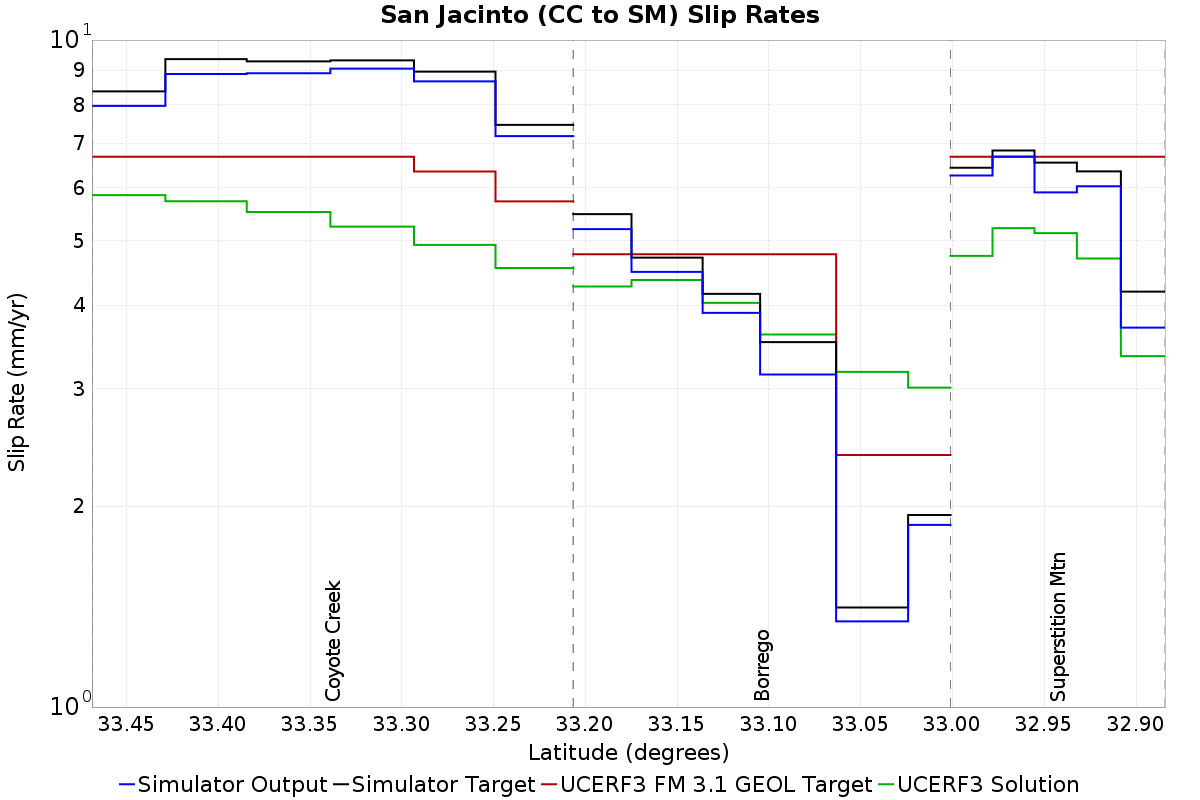 San Jacinto (CC to SM) Slip Rates
Slip Rate (mm/yr)
10^1
9
8
7
6
5
4
3
2
10^0
Coyote Creek
Borrego
Superstition Mtn
33.45 33.40 33.35 33.30 33.25 33.20 33.15 33.10 33.05 33.00 32.95 32.90
Latitude (degrees)
Simulator Output Simulator Target UCERF3 FM 3.1 GEOL Target UCERF3 Solution